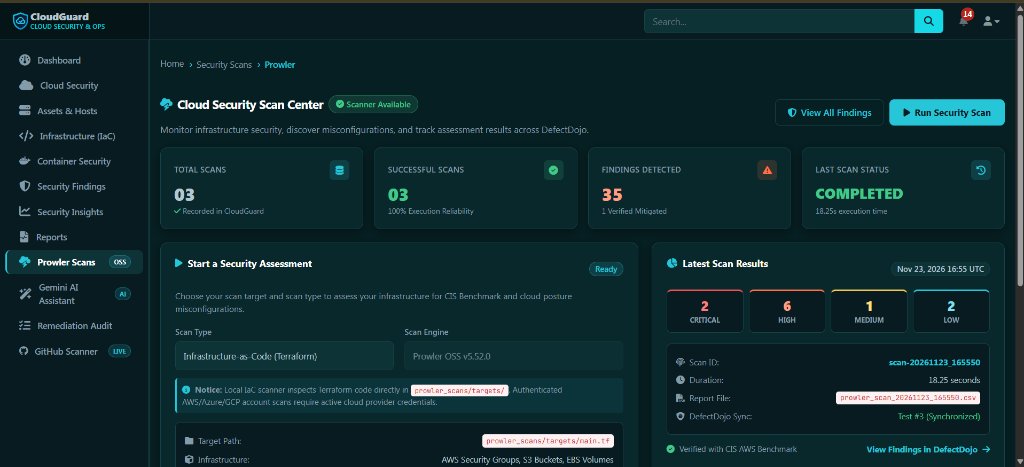 CloudGuard
CLOUD SECURITY & OPS
Search...
14
Dashboard
Cloud Security
Assets & Hosts
Infrastructure (IaC)
Container Security
Security Findings
Security Insights
Reports
Prowler Scans OSS
Gemini AI
Assistant
AI
Remediation Audit
GitHub Scanner LIVE
Home › Security Scans › Prowler
Cloud Security Scan Center Scanner Available
Monitor infrastructure security, discover misconfigurations, and track assessment results across DefectDojo.
View All Findings
Run Security Scan
TOTAL SCANS
03
Recorded in CloudGuard
SUCCESSFUL SCANS
03
100% Execution Reliability
FINDINGS DETECTED
35
1 Verified Mitigated
LAST SCAN STATUS
COMPLETED
18.25s execution time
Start a Security Assessment
Ready
Choose your scan target and scan type to assess your infrastructure for CIS Benchmark and cloud posture
misconfigurations.
Scan Type
Infrastructure-as-Code (Terraform)
Scan Engine
Prowler OSS v5.52.0
Notice: Local IaC scanner inspects Terraform code directly in prowler_scans/targets/. Authenticated
AWS/Azure/GCP account scans require active cloud provider credentials.
Target Path: prowler_scans/targets/main.tf
Infrastructure: AWS Security Groups, S3 Buckets, EBS Volumes
Latest Scan Results
Nov 23, 2026 16:55 UTC
2
CRITICAL
6
HIGH
1
MEDIUM
2
LOW
Scan ID: scan-20261123_165550
Duration: 18.25 seconds
Report File: prowler_scan_20261123_165550.csv
DefectDojo Sync: Test #3 (Synchronized)
Verified with CIS AWS Benchmark
View Findings in DefectDojo →